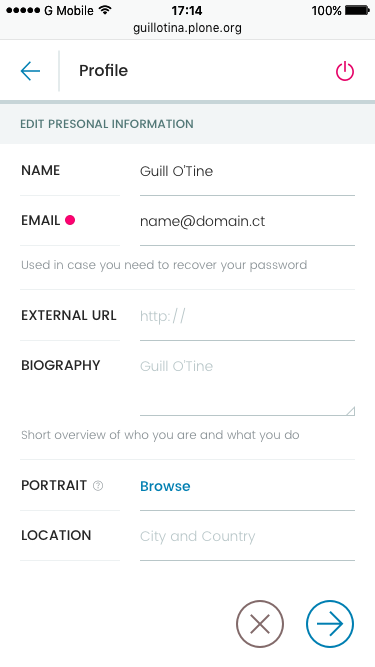 G Mobile 17:14 100%
guillotina.plone.org
Profile
EDIT PRESONAL INFORMATION
NAME Guill O'Tine
EMAIL name@domain.ct
Used in case you need to recover your password
EXTERNAL URL http://
BIOGRAPHY Guill O'Tine
Short overview of who you are and what you do
PORTRAIT ? Browse
LOCATION City and Country